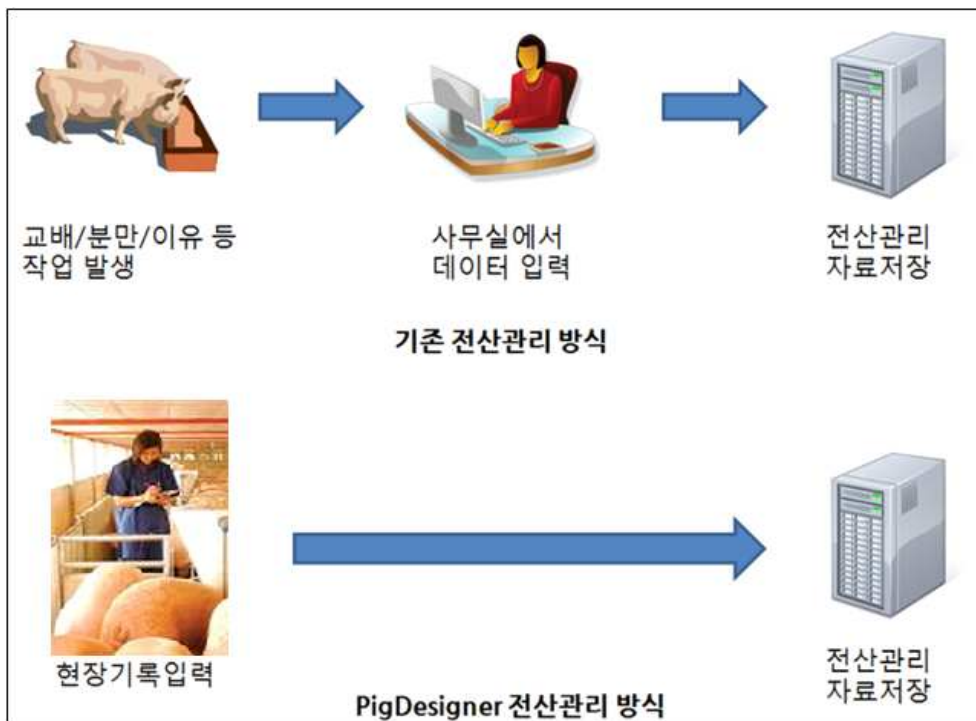 교배/분만/이유 등
작업 발생
사무실에서
데이터 입력
전산관리
자료저장
기존 전산관리 방식
현장기록입력
전산관리
자료저장
PigDesigner 전산관리 방식